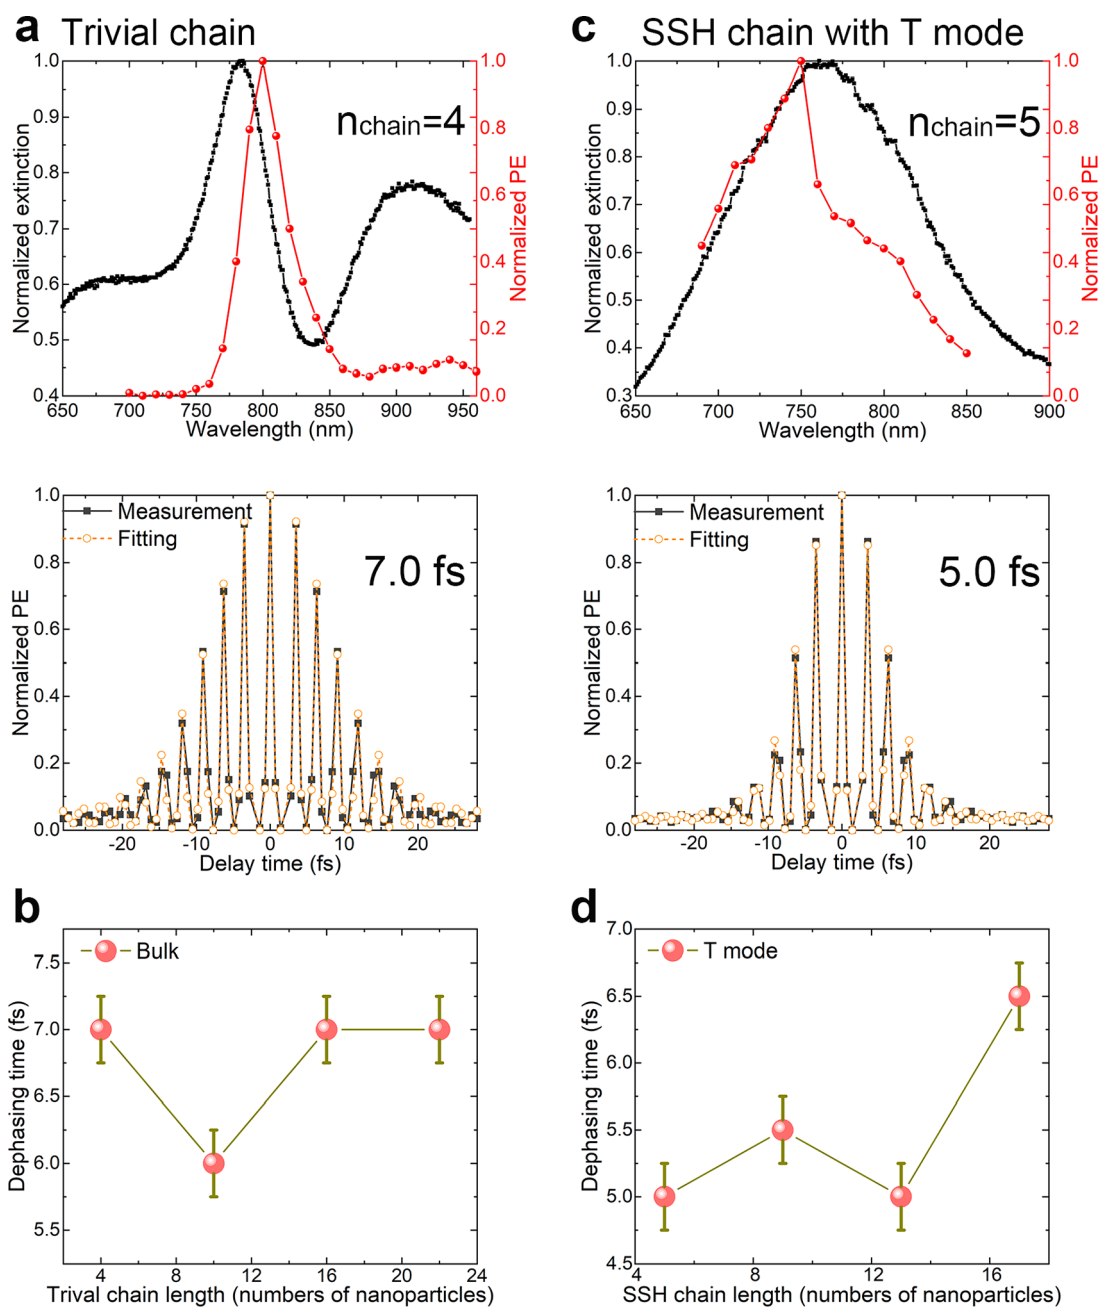 a Trivial chain
1.0
0.9
0.8
0.7
0.6
0.5
0.4
Normalized extinction
nchain=4
1.0
0.8
0.6
0.4
0.2
0.0
Normalized PE
650 700 750 800 850 900 950
Wavelength (nm)
c SSH chain with T mode
1.0
0.9
0.8
0.7
0.6
0.5
0.4
0.3
Normalized extinction
nchain=5
1.0
0.8
0.6
0.4
0.2
0.0
Normalized PE
650 700 750 800 850 900
Wavelength (nm)
1.0
0.8
0.6
0.4
0.2
0.0
Normalized PE
Measurement
Fitting
7.0 fs
-20 -10 0 10 20
Delay time (fs)
1.0
0.8
0.6
0.4
0.2
0.0
Normalized PE
Measurement
Fitting
5.0 fs
-20 -10 0 10 20
Delay time (fs)
b
Bulk
7.5
7.0
6.5
6.0
5.5
Dephasing time (fs)
4 8 12 16 20 24
Trival chain length (numbers of nanoparticles)
d
T mode
7.0
6.5
6.0
5.5
5.0
4.5
Dephasing time (fs)
4 8 12 16
SSH chain length (numbers of nanoparticles)